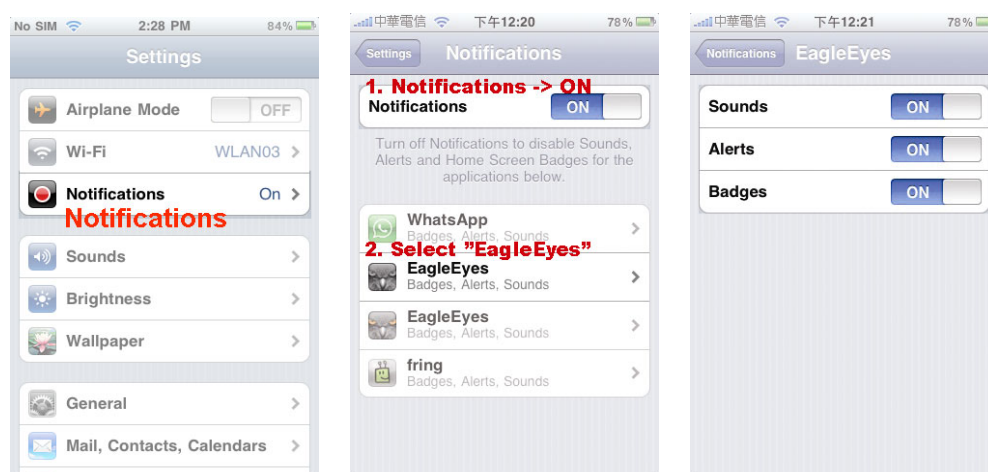 No SIM 2:28 PM 84%
Settings
Airplane Mode OFF
Wi-Fi WLAN03
Notifications On
Notifications
Sounds
Brightness
Wallpaper
General
Mail, Contacts, Calendars
中華電信 下午12:20 78%
Settings Notifications
1. Notifications -> ON
Notifications ON
Turn off Notifications to disable Sounds,
Alerts and Home Screen Badges for the
applications below.
WhatsApp
Badges, Alerts, Sounds
2. Select ”EagleEyes”
EagleEyes
Badges, Alerts, Sounds
EagleEyes
Badges, Alerts, Sounds
fring
Badges, Alerts, Sounds
中華電信 下午12:21 78%
Notifications EagleEyes
Sounds ON
Alerts ON
Badges ON